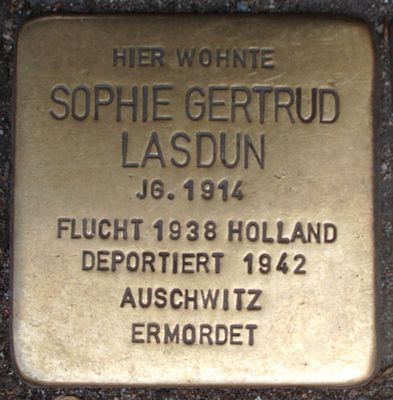 HIER WOHNTE
SOPHIE GERTRUD
LASDUN
JG. 1914
FLUCHT 1938 HOLLAND
DEPORTIERT 1942
AUSCHWITZ
ERMORDET